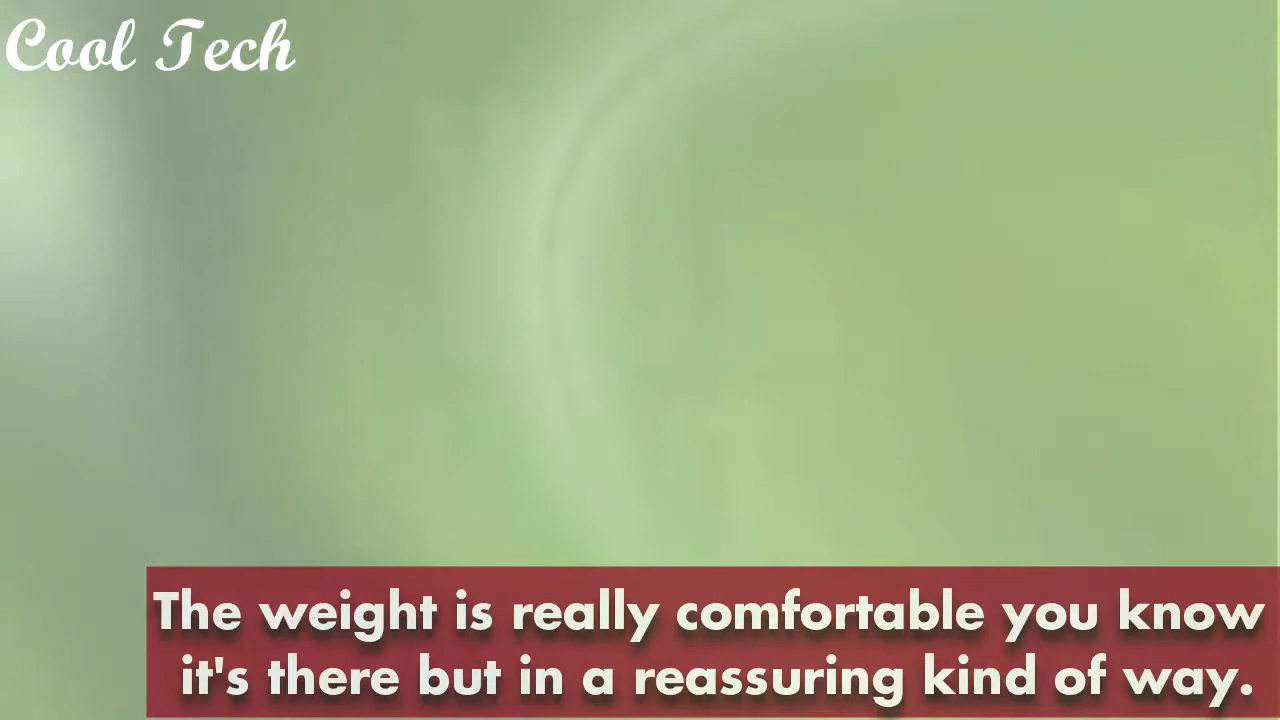 Cool Tech
The weight is really comfortable you know
it's there but in a reassuring kind of way.